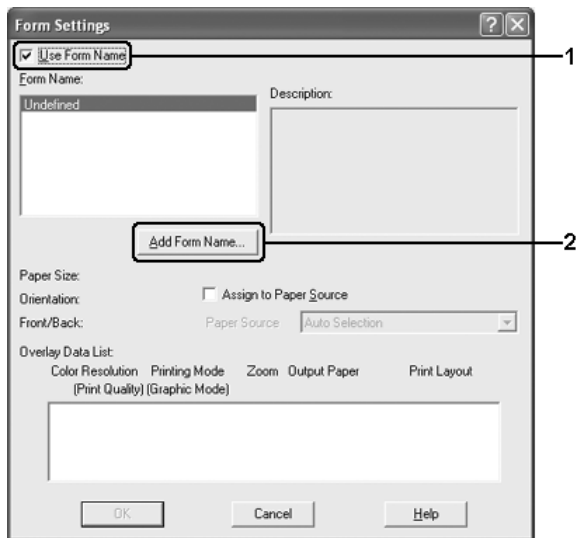 Form Settings
Use Form Name
1
Form Name:
Description:
Undefined
Add Form Name...
2
Paper Size:
Orientation:
Assign to Paper Source
Front/Back:
Paper Source
Auto Selection
Overlay Data List:
Color Resolution Printing Mode Zoom Output Paper Print Layout
(Print Quality) (Graphic Mode)
OK
Cancel
Help